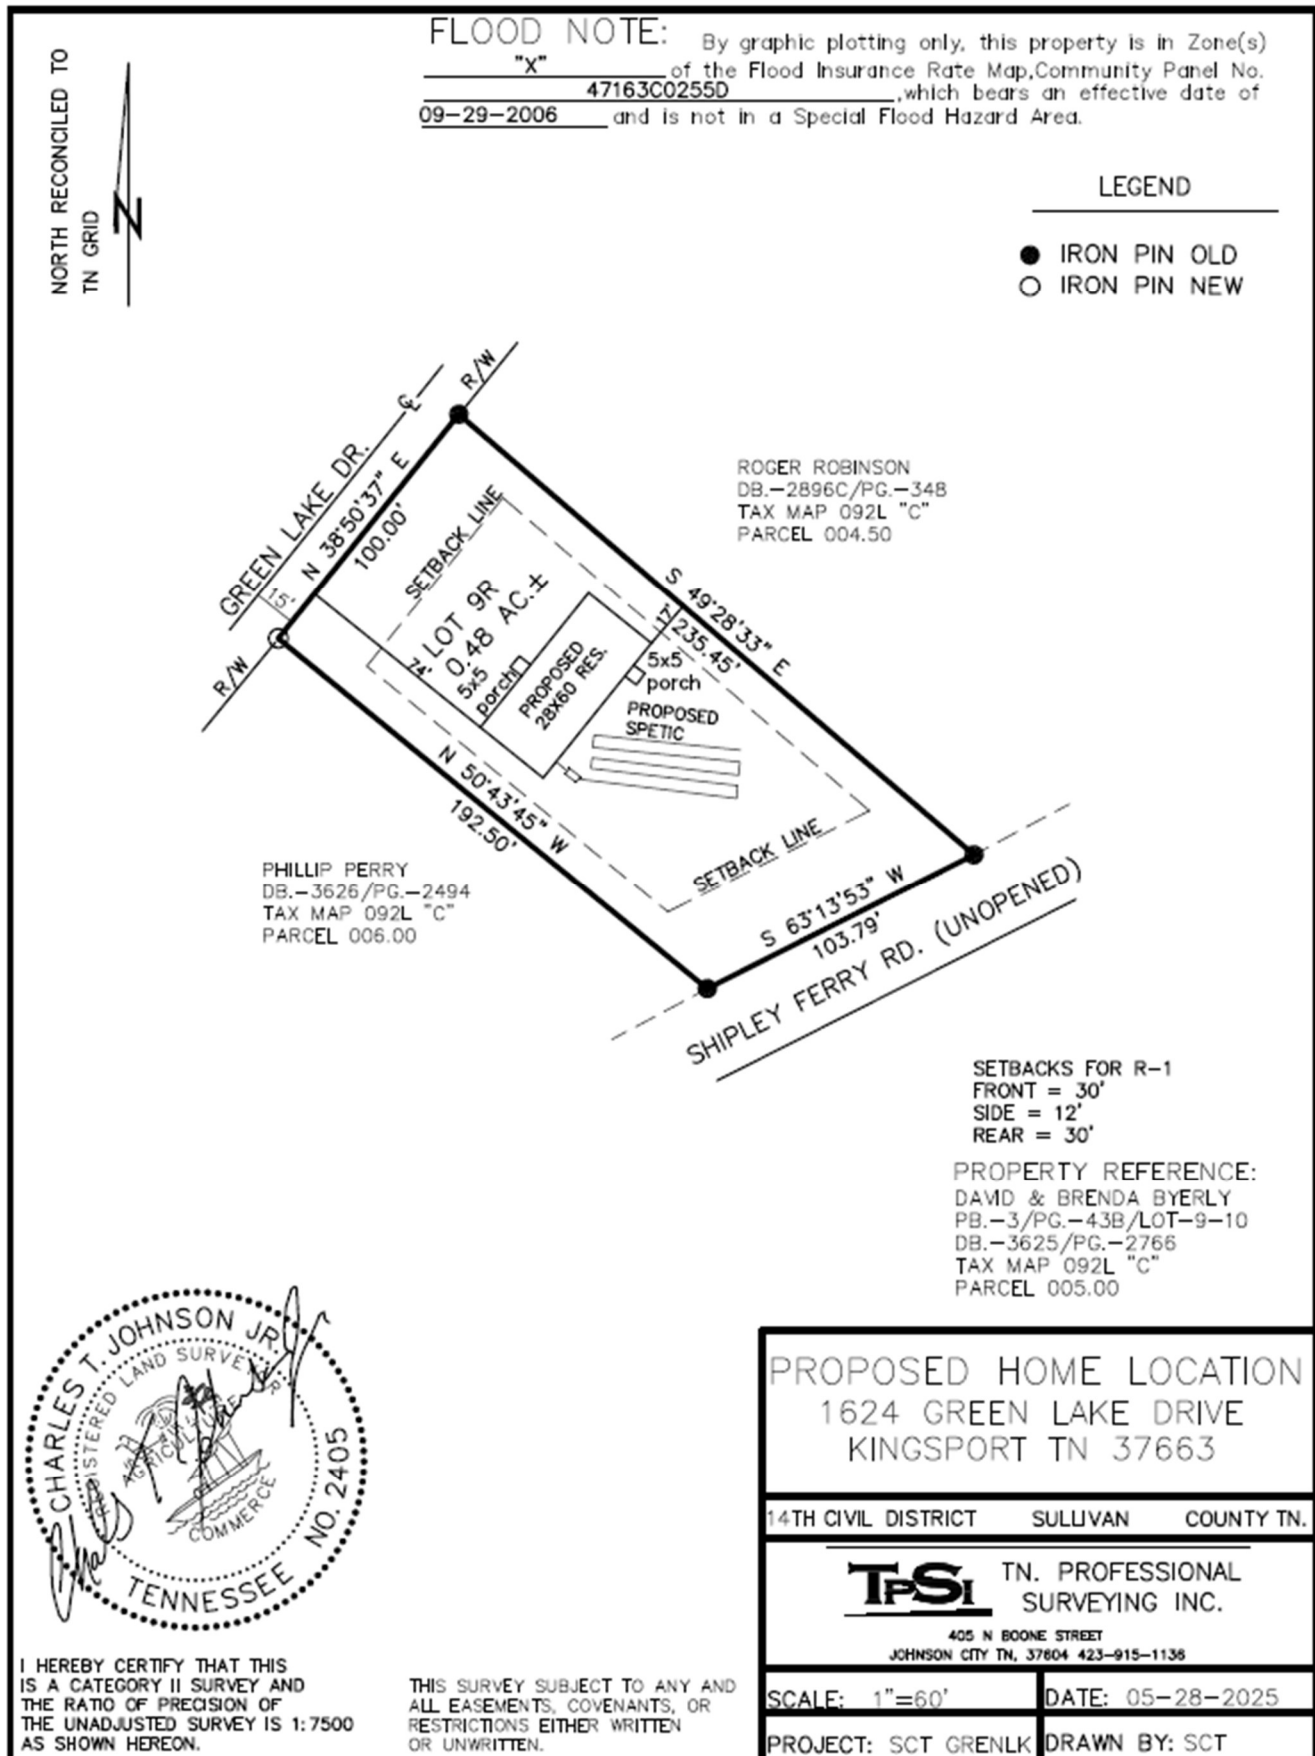 FLOOD NOTE: By graphic plotting only, this property is in Zone(s)
"X" of the Flood Insurance Rate Map,Community Panel No.
47163C0255D ,which bears an effective date of
09-29-2006 and is not in a Special Flood Hazard Area.
NORTH RECONCILED TO
TN GRID
N
LEGEND
IRON PIN OLD
IRON PIN NEW
R/W
℄
GREEN LAKE DR.
N 38°50'37" E
100.00'
15'
R/W
SETBACK LINE
ROGER ROBINSON
DB.-2896C/PG.-348
TAX MAP 092L "C"
PARCEL 004.50
S 49°28'33" E
235.45'
17'
LOT 9R
0.48 AC.±
74'
5x5
porch
PROPOSED
28X60 RES.
5x5
porch
PROPOSED
SPETIC
N 50°43'45" W
192.50'
SETBACK LINE
PHILLIP PERRY
DB.-3626/PG.-2494
TAX MAP 092L "C"
PARCEL 006.00
S 63°13'53" W
103.79'
SHIPLEY FERRY RD. (UNOPENED)
SETBACKS FOR R-1
FRONT = 30'
SIDE = 12'
REAR = 30'
PROPERTY REFERENCE:
DAVID & BRENDA BYERLY
PB.-3/PG.-43B/LOT-9-10
DB.-3625/PG.-2766
TAX MAP 092L "C"
PARCEL 005.00
CHARLES T. JOHNSON JR.
REGISTERED LAND SURVEYOR
AGRICULTURE
COMMERCE
TENNESSEE NO. 2405
I HEREBY CERTIFY THAT THIS
IS A CATEGORY II SURVEY AND
THE RATIO OF PRECISION OF
THE UNADJUSTED SURVEY IS 1:7500
AS SHOWN HEREON.
THIS SURVEY SUBJECT TO ANY AND
ALL EASEMENTS, COVENANTS, OR
RESTRICTIONS EITHER WRITTEN
OR UNWRITTEN.
PROPOSED HOME LOCATION
1624 GREEN LAKE DRIVE
KINGSPORT TN 37663
14TH CIVIL DISTRICT SULLIVAN COUNTY TN.
TPSI
TN. PROFESSIONAL
SURVEYING INC.
405 N BOONE STREET
JOHNSON CITY TN, 37604 423-915-1136
SCALE: 1"=60'
DATE: 05-28-2025
PROJECT: SCT GRENLK
DRAWN BY: SCT